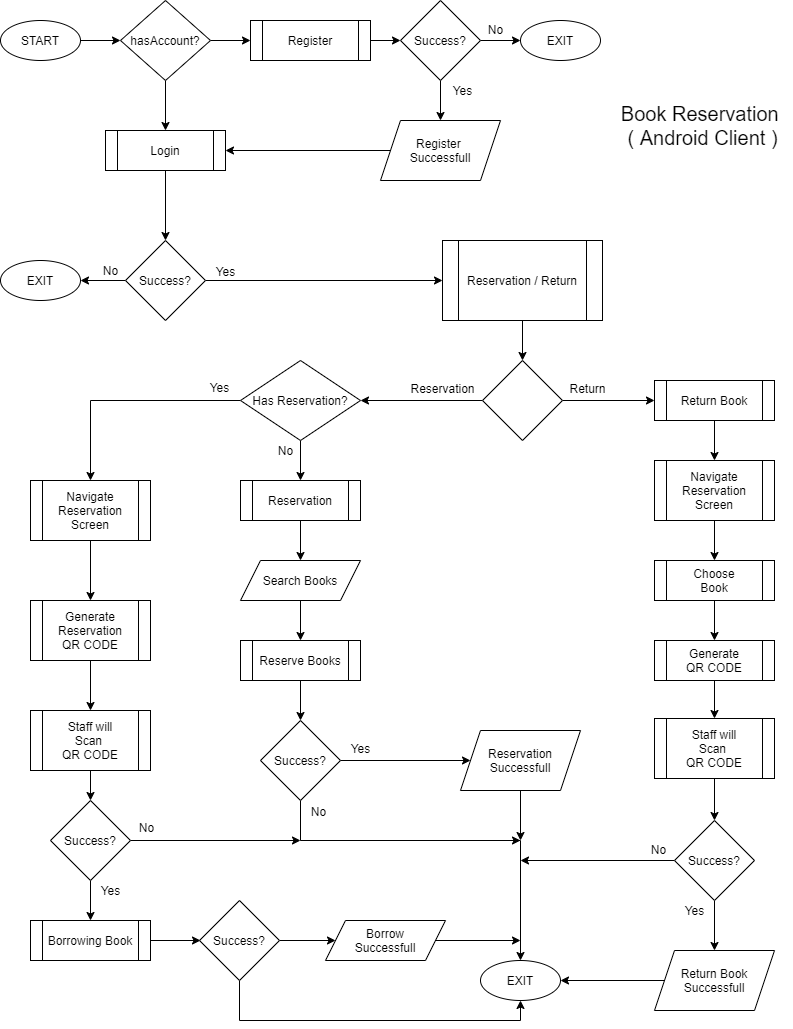 START
hasAccount?
Register
Success?
No
EXIT
Yes
Book Reservation
( Android Client )
Register
Successfull
Login
EXIT
No
Success?
Yes
Reservation / Return
Yes
Has Reservation?
Reservation
Return
Return Book
No
Navigate
Reservation
Screen
Reservation
Navigate
Reservation
Screen
Search Books
Choose
Book
Generate
Reservation
QR CODE
Reserve Books
Generate
QR CODE
Staff will
Scan
QR CODE
Success?
Yes
Reservation
Successfull
Staff will
Scan
QR CODE
No
Success?
No
No
Success?
Yes
Yes
Borrowing Book
Success?
Borrow
Successfull
EXIT
Return Book
Successfull